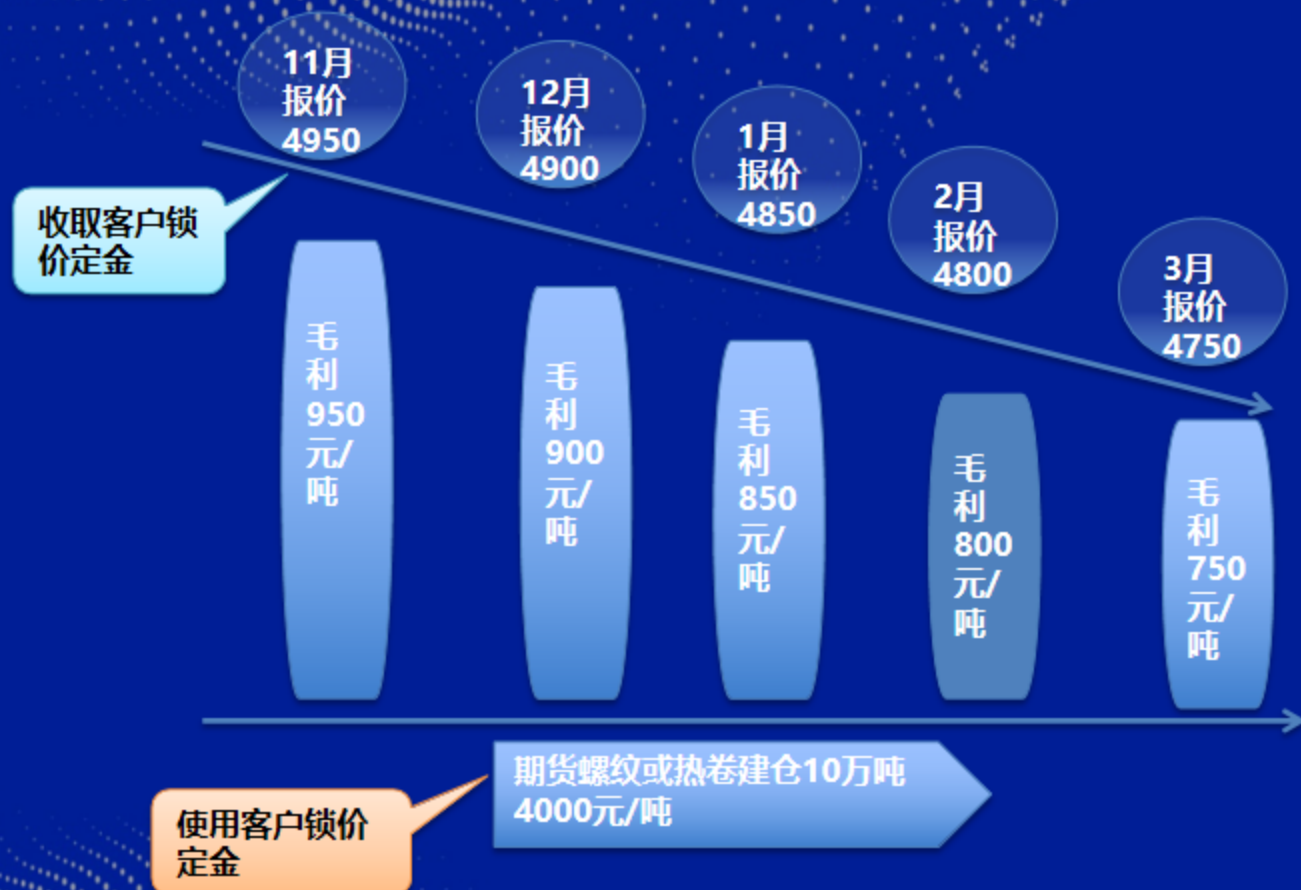 11月
报价
4950
12月
报价
4900
1月
报价
4850
2月
报价
4800
3月
报价
4750
收取客户锁
价定金
毛
利
950
元/
吨
毛
利
900
元/
吨
毛
利
850
元/
吨
毛
利
800
元/
吨
毛
利
750
元/
吨
期货螺纹或热卷建仓10万吨
4000元/吨
使用客户锁价
定金